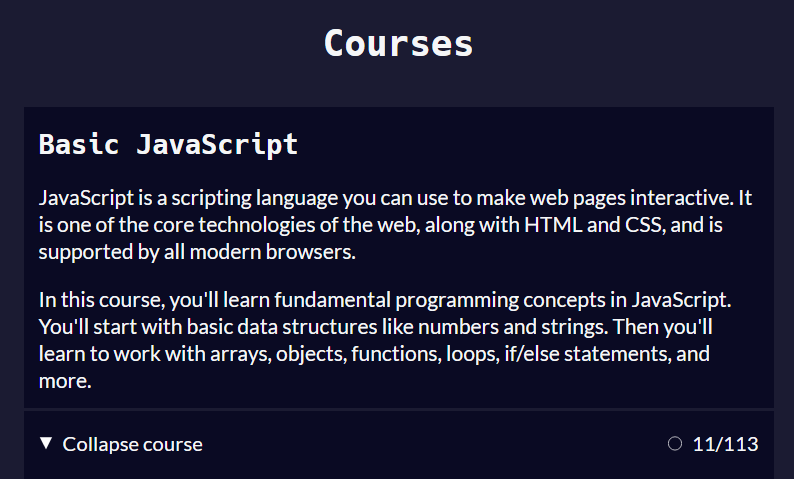 Courses
Basic JavaScript
JavaScript is a scripting language you can use to make web pages interactive. It
is one of the core technologies of the web, along with HTML and CSS, and is
supported by all modern browsers.
In this course, you'll learn fundamental programming concepts in JavaScript.
You'll start with basic data structures like numbers and strings. Then you'll
learn to work with arrays, objects, functions, loops, if/else statements, and
more.
Collapse course 11/113